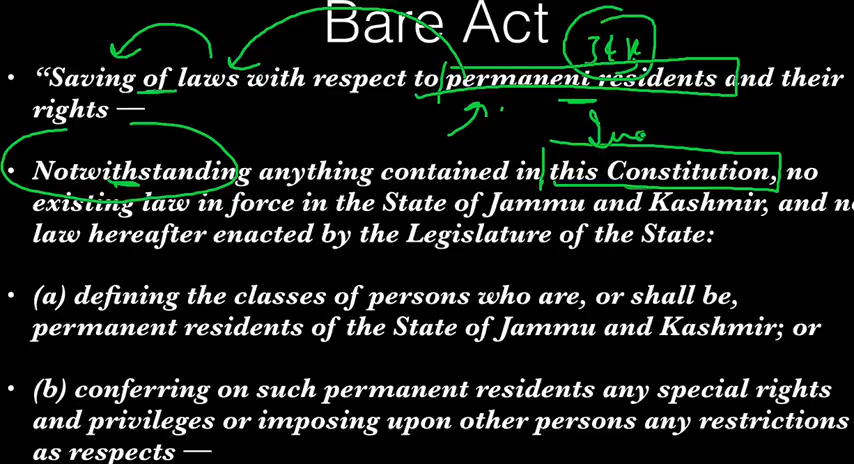 Bare Act
J & K
• “Saving of laws with respect to permanent residents and their
rights —
• Notwithstanding anything contained in this Constitution, no
existing law in force in the State of Jammu and Kashmir, and no
law hereafter enacted by the Legislature of the State:
• (a) defining the classes of persons who are, or shall be,
permanent residents of the State of Jammu and Kashmir; or
• (b) conferring on such permanent residents any special rights
and privileges or imposing upon other persons any restrictions
as respects —